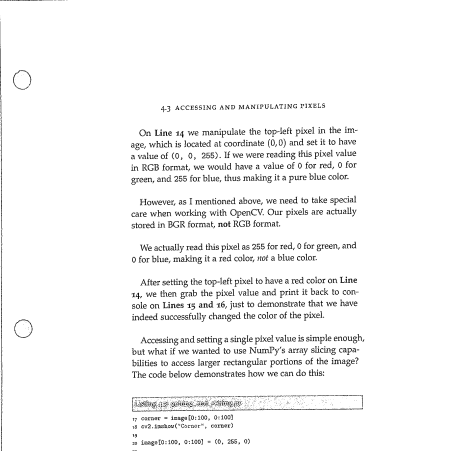 4.3 ACCESSING AND MANIPULATING PIXELS
On Line 14 we manipulate the top-left pixel in the im-
age, which is located at coordinate (0,0) and set it to have
a value of (0, 0, 255). If we were reading this pixel value
in RGB format, we would have a value of 0 for red, 0 for
green, and 255 for blue, thus making it a pure blue color.
However, as I mentioned above, we need to take special
care when working with OpenCV. Our pixels are actually
stored in BGR format, not RGB format.
We actually read this pixel as 255 for red, 0 for green, and
0 for blue, making it a red color, not a blue color.
After setting the top-left pixel to have a red color on Line
14, we then grab the pixel value and print it back to con-
sole on Lines 15 and 16, just to demonstrate that we have
indeed successfully changed the color of the pixel.
Accessing and setting a single pixel value is simple enough,
but what if we wanted to use NumPy's array slicing capa-
bilities to access larger rectangular portions of the image?
The code below demonstrates how we can do this:
17 corner = image[0:100, 0:100]
18 cv2.imshow("Corner", corner)
19
20 image[0:100, 0:100] = (0, 255, 0)